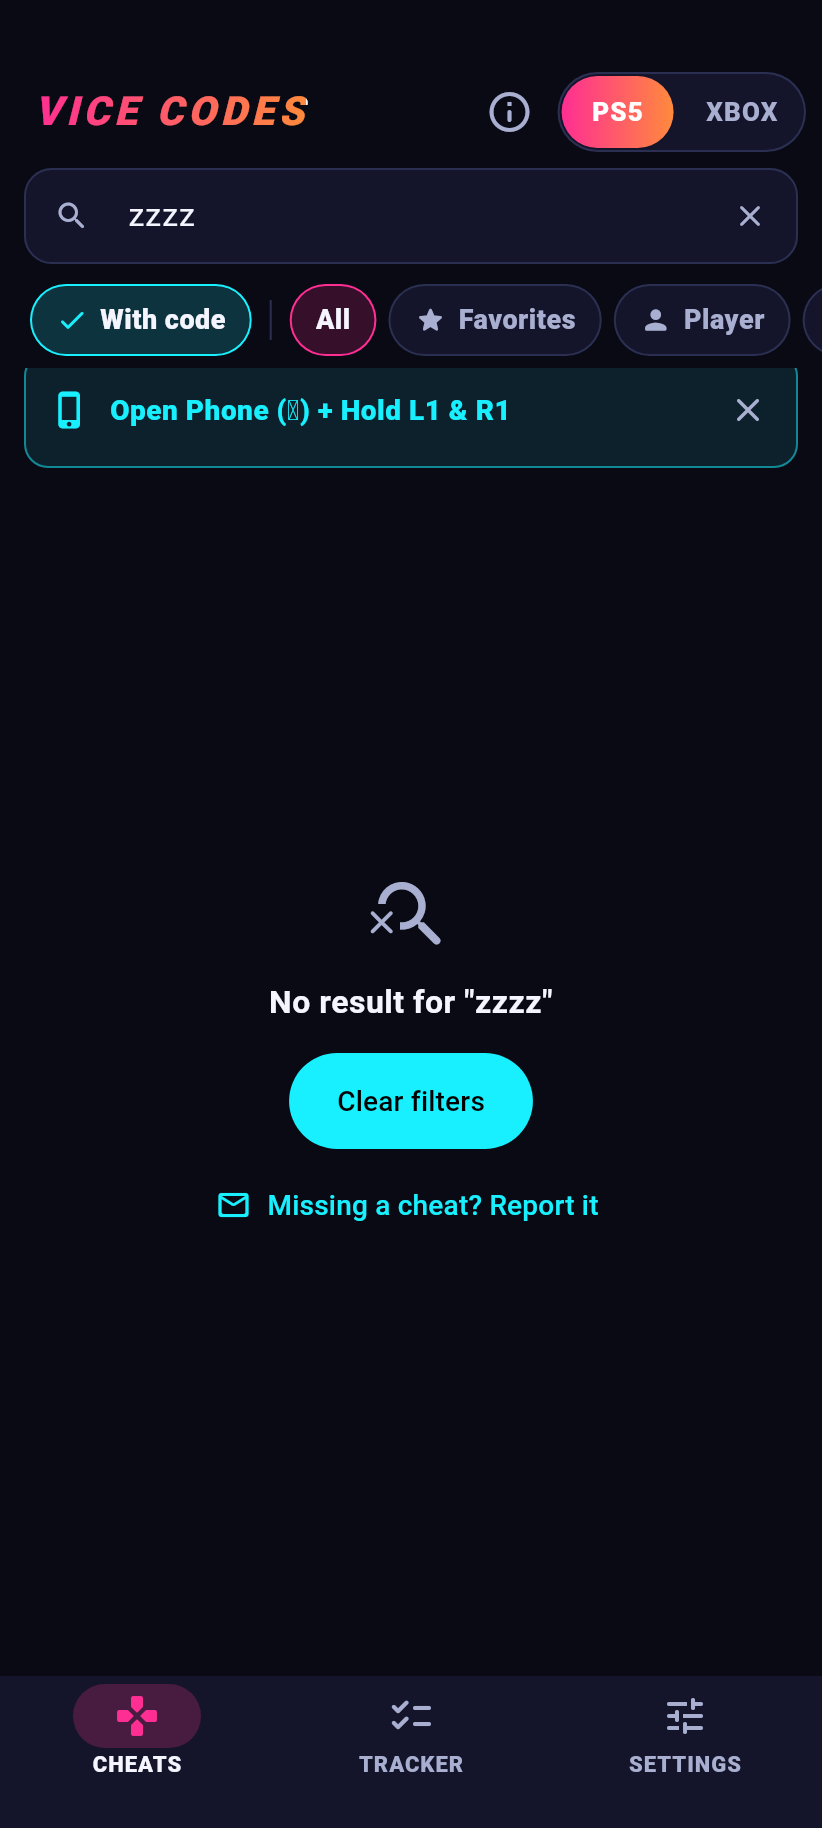 VICE CODES
PS5
XBOX
zzzz
With code
All
Favorites
Player
Open Phone () + Hold L1 & R1
No result for "zzzz"
Clear filters
Missing a cheat? Report it
CHEATS
TRACKER
SETTINGS